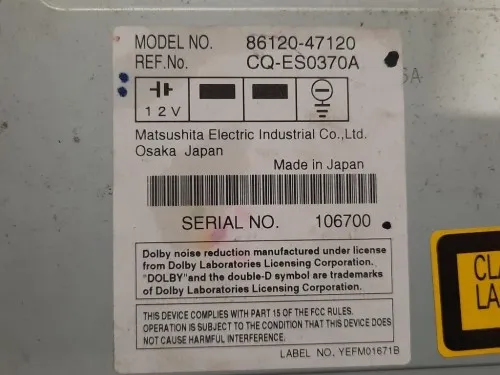 MODEL NO. 86120-47120
REF.No. CQ-ES0370A
12V
Matsushita Electric Industrial Co.,Ltd.
Osaka Japan
Made in Japan
SERIAL NO. 106700
Dolby noise reduction manufactured under license
from Dolby Laboratories Licensing Corporation.
"DOLBY"and the double-D symbol are trademarks
of Dolby Laboratories Licensing Corporation.
THIS DEVICE COMPLIES WITH PART 15 OF THE FCC RULES.
OPERATION IS SUBJECT TO THE CONDITION THAT THIS DEVICE DOES
NOT CAUSE HARMFUL INTERFERENCE.
LABEL NO. YEFM01671B